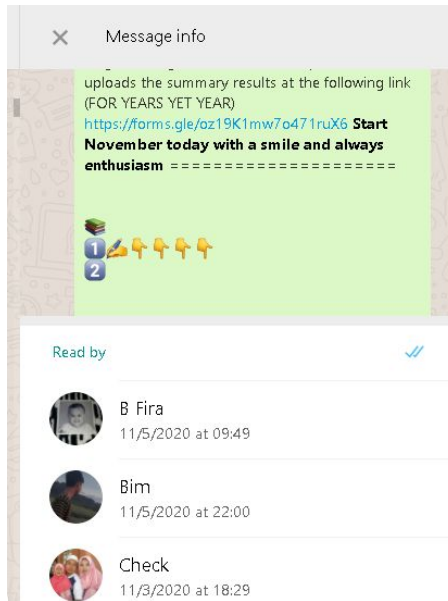 Message info
uploads the summary results at the following link
(FOR YEARS YET YEAR)
https://forms.gle/oz19K1mw7o471ruX6 Start
November today with a smile and always
enthusiasm =====================
📚
1️⃣✍👇👇👇👇
2️⃣
Read by
B Fira
11/5/2020 at 09:49
Bim
11/5/2020 at 22:00
Check
11/3/2020 at 18:29